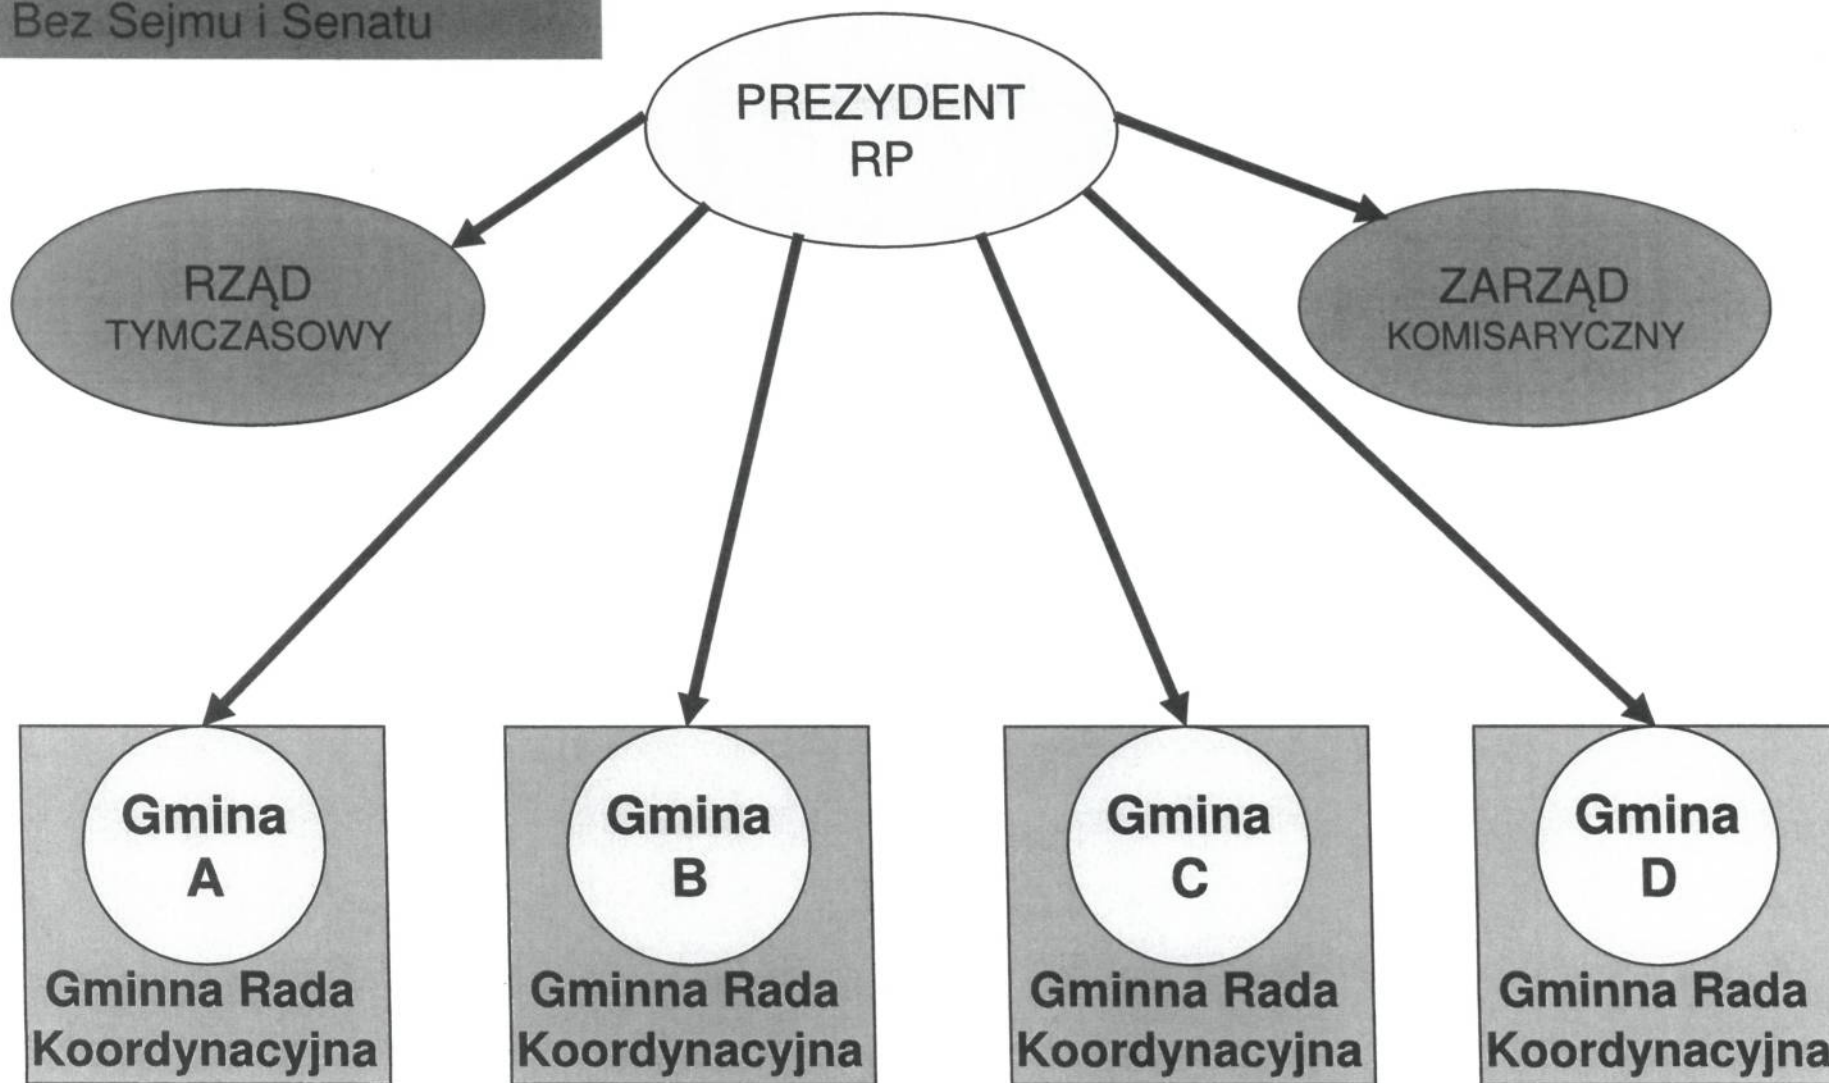 Bez Sejmu i Senatu
PREZYDENT
RP
RZĄD
TYMCZASOWY
ZARZĄD
KOMISARYCZNY
Gmina
A
Gminna Rada
Koordynacyjna
Gmina
B
Gminna Rada
Koordynacyjna
Gmina
C
Gminna Rada
Koordynacyjna
Gmina
D
Gminna Rada
Koordynacyjna